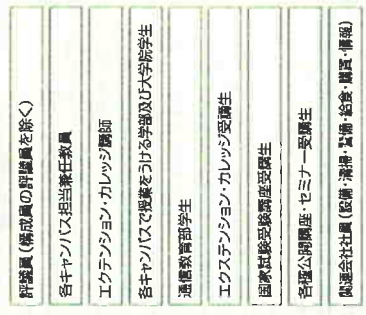 評議員(構成員の評議員を除く)
各キャンパス担当兼任教員
エクテンション・カレッジ講師
各キャンパスで授業をうける学部及び大学院学生
通信教育部学生
エクステンション・カレッジ受講生
国家試験受験講座受講生
各種公開講座・セミナー受講生
関連会社社員(設備・清掃・警備・給食・購買・情報)